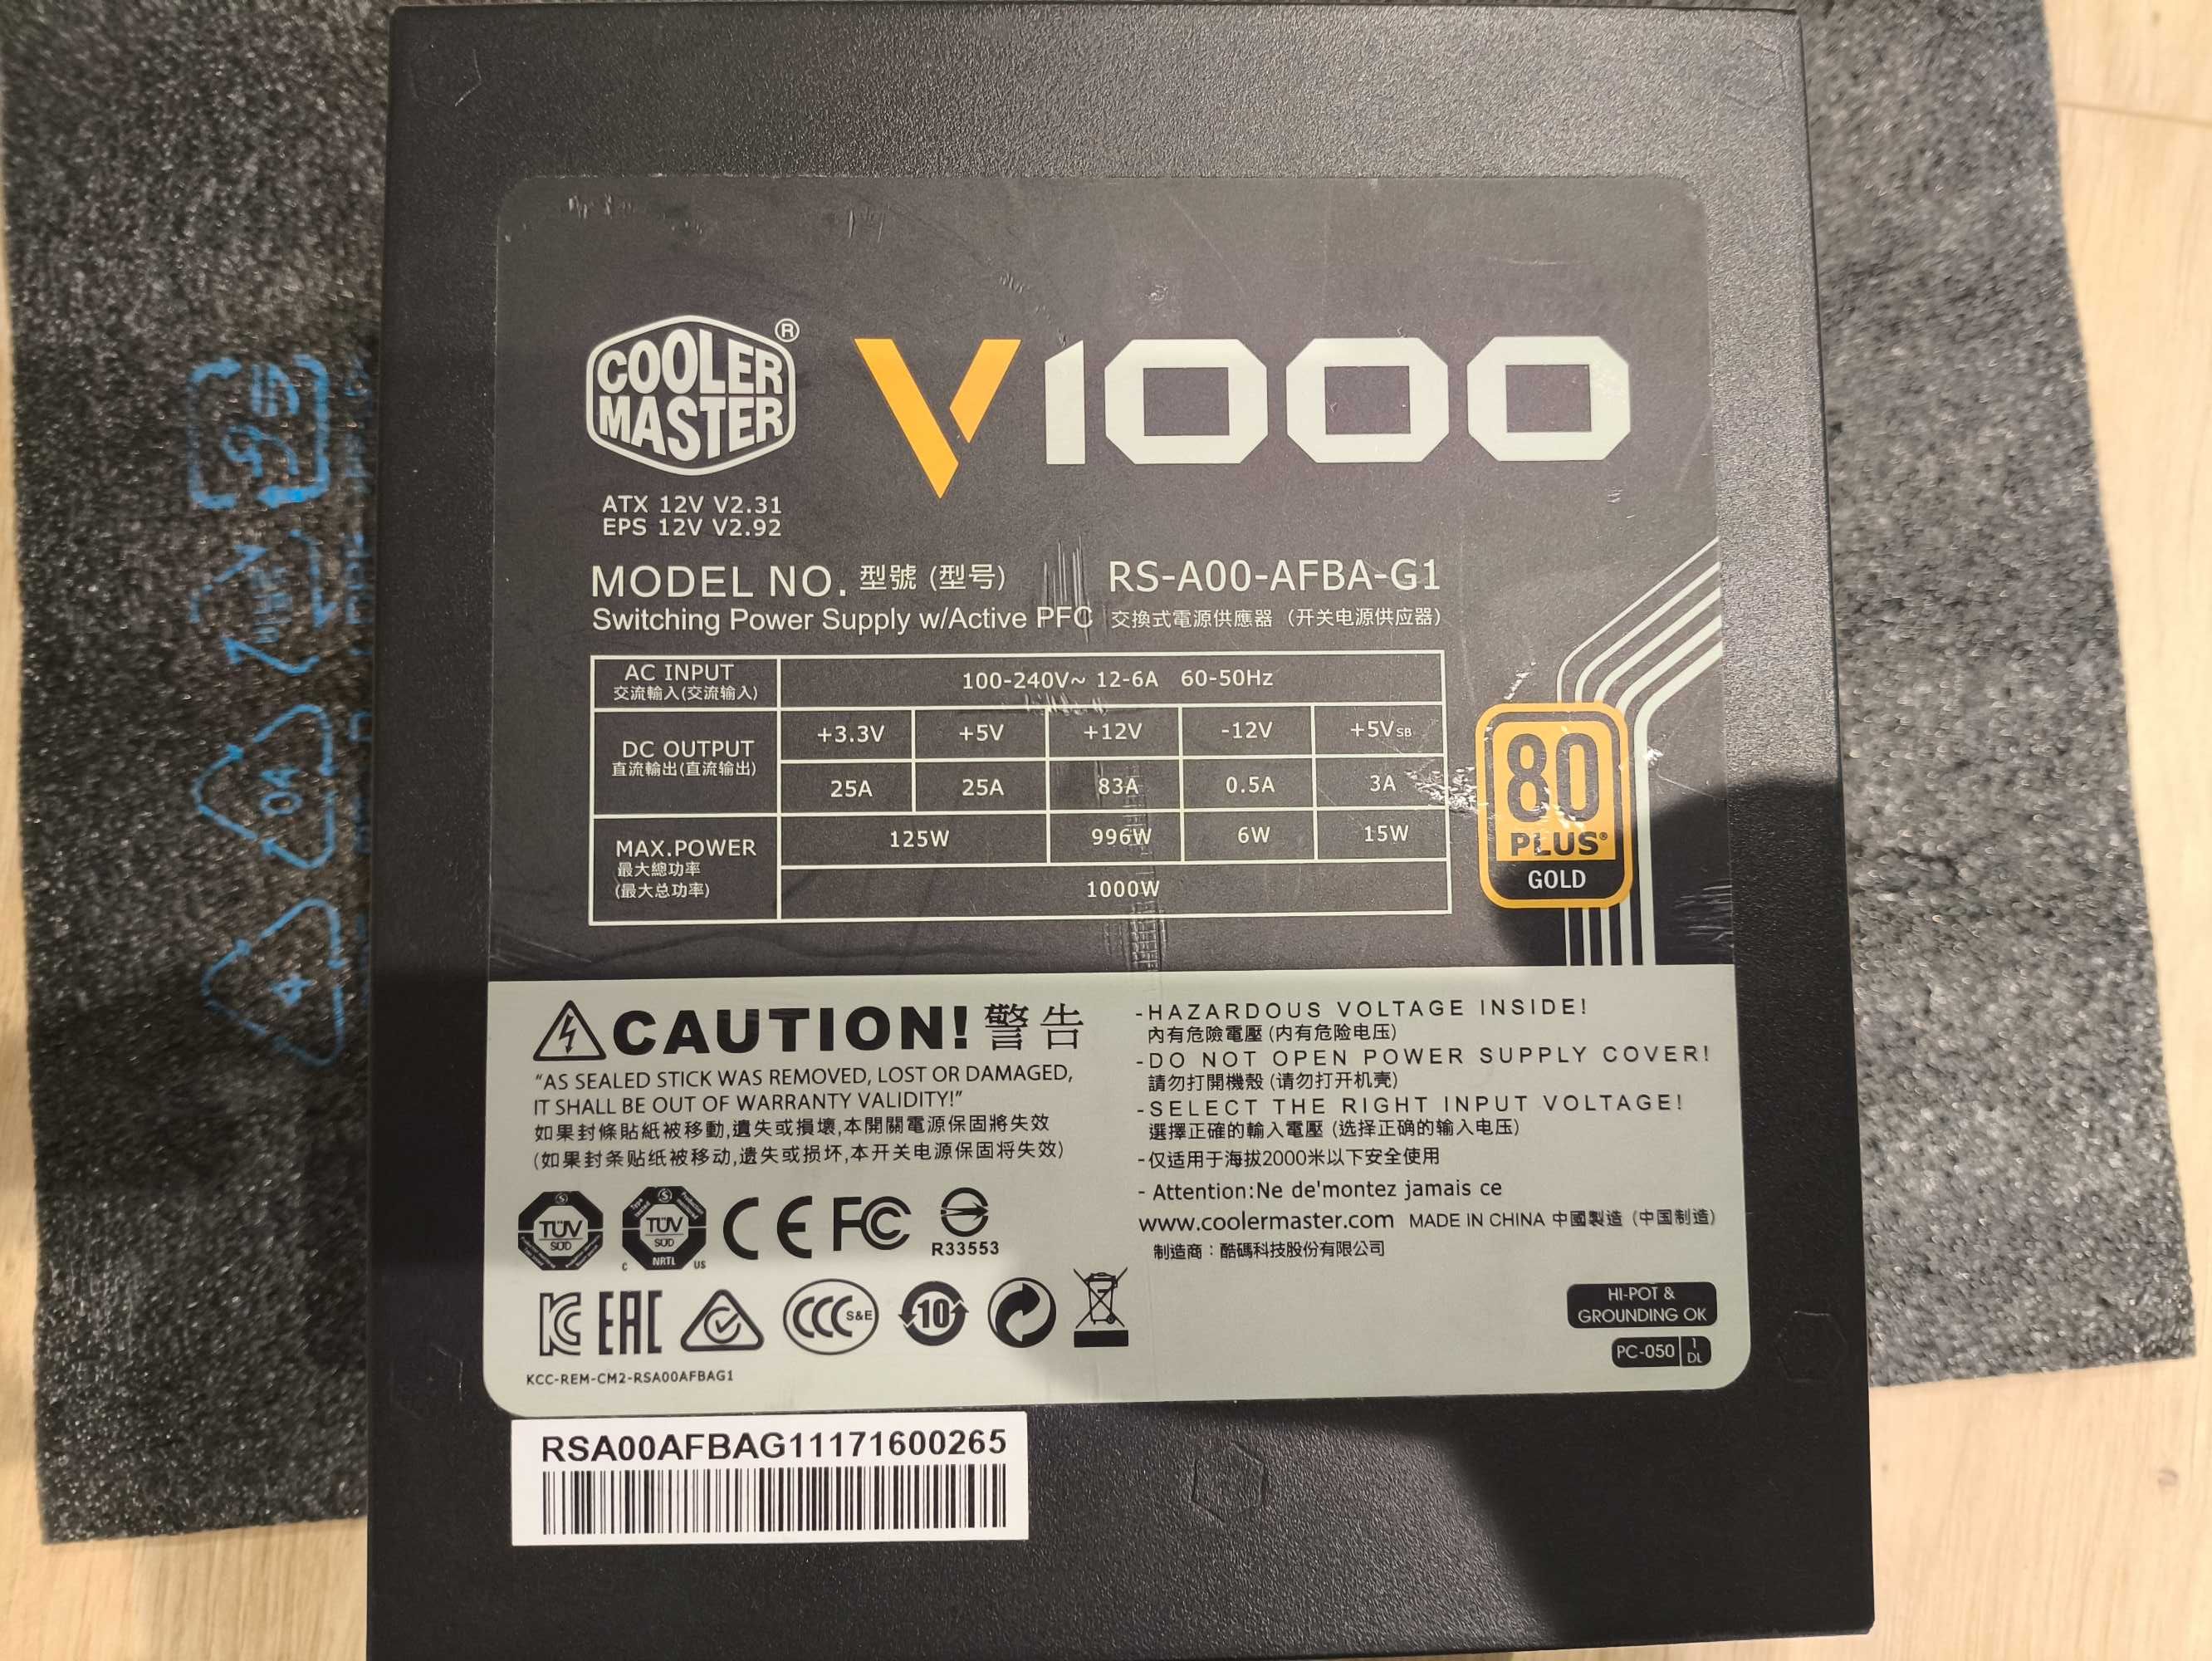 COOLER MASTER ®
V1000
ATX 12V V2.31
EPS 12V V2.92
MODEL NO. 型號 (型号) RS-A00-AFBA-G1
Switching Power Supply w/Active PFC 交換式電源供應器 (开关电源供应器)
AC INPUT 100-240V~ 12-6A 60-50Hz
交流輸入(交流输入)
+3.3V +5V +12V -12V +5VSB
DC OUTPUT
直流輸出(直流输出)
25A 25A 83A 0.5A 3A
125W 996W 6W 15W
MAX.POWER
最大總功率
(最大总功率)
1000W
80
PLUS®
GOLD
CAUTION! 警告
“AS SEALED STICK WAS REMOVED, LOST OR DAMAGED,
IT SHALL BE OUT OF WARRANTY VALIDITY!”
如果封條貼紙被移動,遺失或損壞,本開關電源保固將失效
(如果封条贴纸被移动,遗失或损坏,本开关电源保固将失效)
-HAZARDOUS VOLTAGE INSIDE!
內有危險電壓 (内有危险电压)
-DO NOT OPEN POWER SUPPLY COVER!
請勿打開機殼 (请勿打开机壳)
-SELECT THE RIGHT INPUT VOLTAGE!
選擇正確的輸入電壓 (选择正确的输入电压)
-仅适用于海拔2000米以下安全使用
- Attention:Ne de'montez jamais ce
www.coolermaster.com MADE IN CHINA 中國製造 (中国制造)
制造商：酷碼科技股份有限公司
TÜV SÜD
C TÜV SÜD NRTL US
CE FC
R33553
KC EAC CCC S&E 10
KCC-REM-CM2-RSA00AFBAG1
HI-POT &
GROUNDING OK
PC-050 1 DL
RSA00AFBAG11171600265
04
4